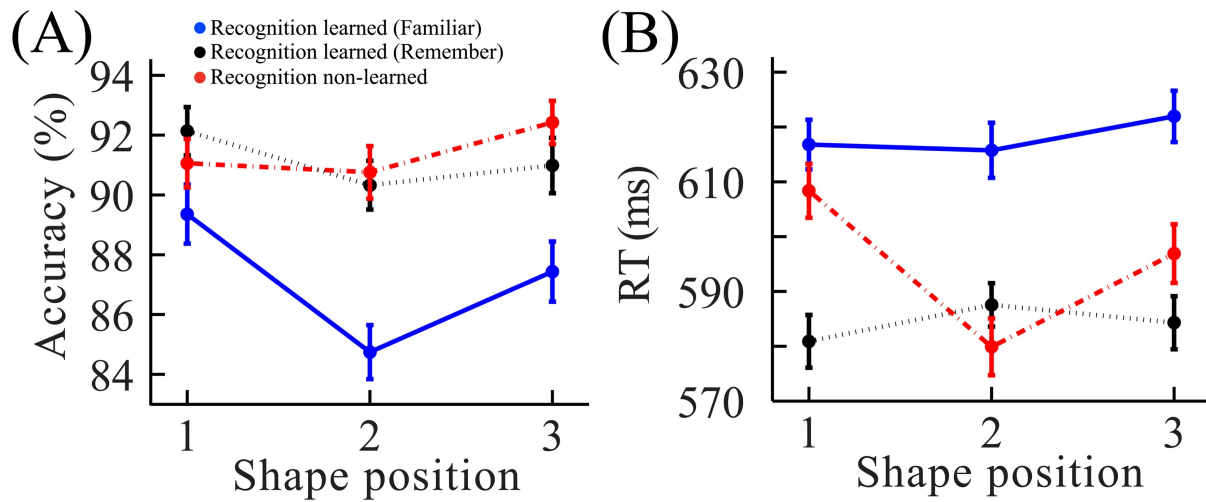 (A)
Recognition learned (Familiar)
Recognition learned (Remember)
Recognition non-learned
Accuracy (%)
94
92
90
88
86
84
1 2 3
Shape position
(B)
RT (ms)
630
610
590
570
1 2 3
Shape position